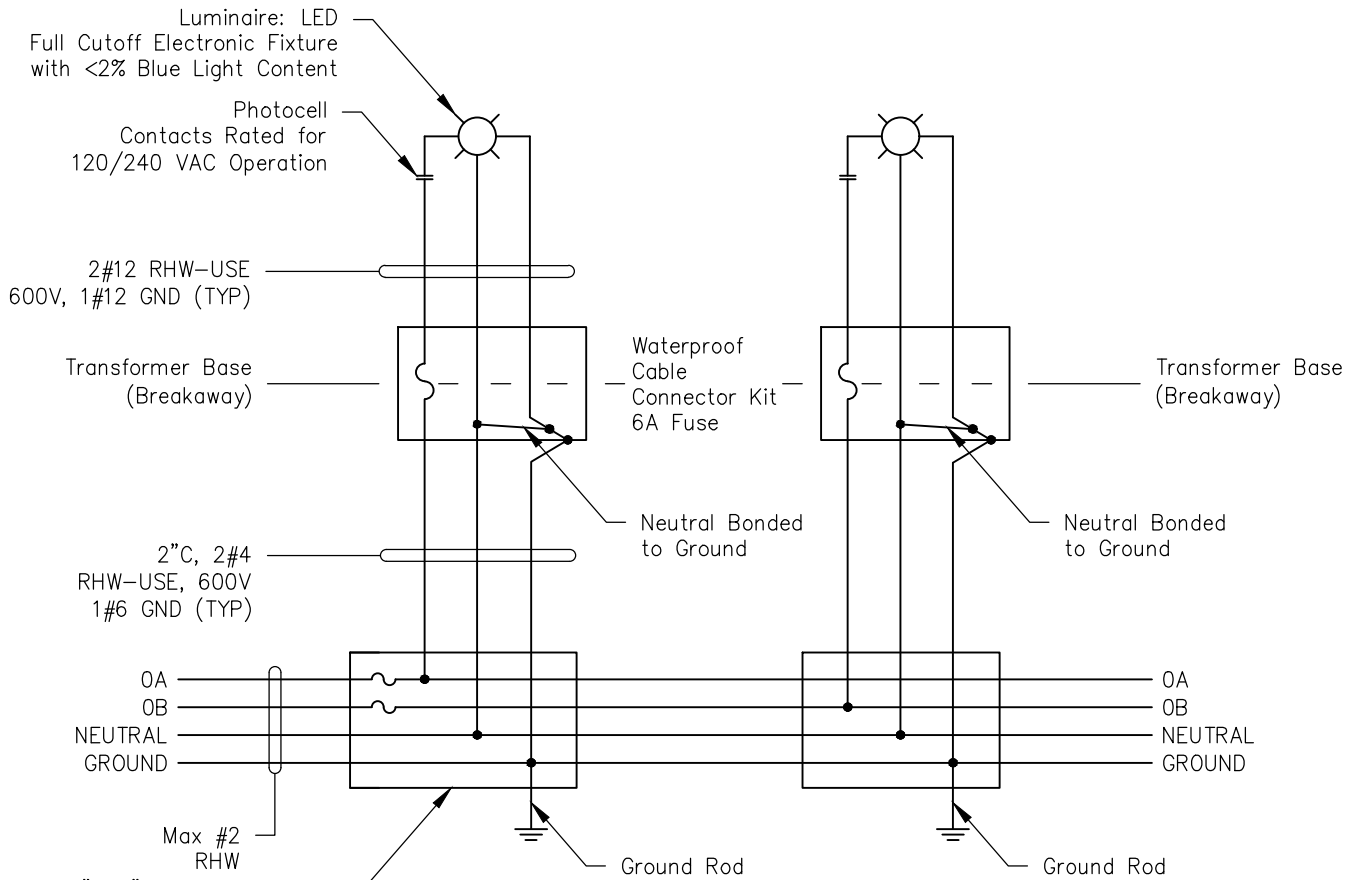 Luminaire: LED
Full Cutoff Electronic Fixture
with <2% Blue Light Content
Photocell
Contacts Rated for
120/240 VAC Operation
2#12 RHW-USE
600V, 1#12 GND (TYP)
Transformer Base
(Breakaway)
Waterproof
Cable
Connector Kit
6A Fuse
Transformer Base
(Breakaway)
Neutral Bonded
to Ground
Neutral Bonded
to Ground
2"C, 2#4
RHW-USE, 600V
1#6 GND (TYP)
0A
0B
NEUTRAL
GROUND
0A
0B
NEUTRAL
GROUND
Max #2
RHW
Ground Rod
Ground Rod